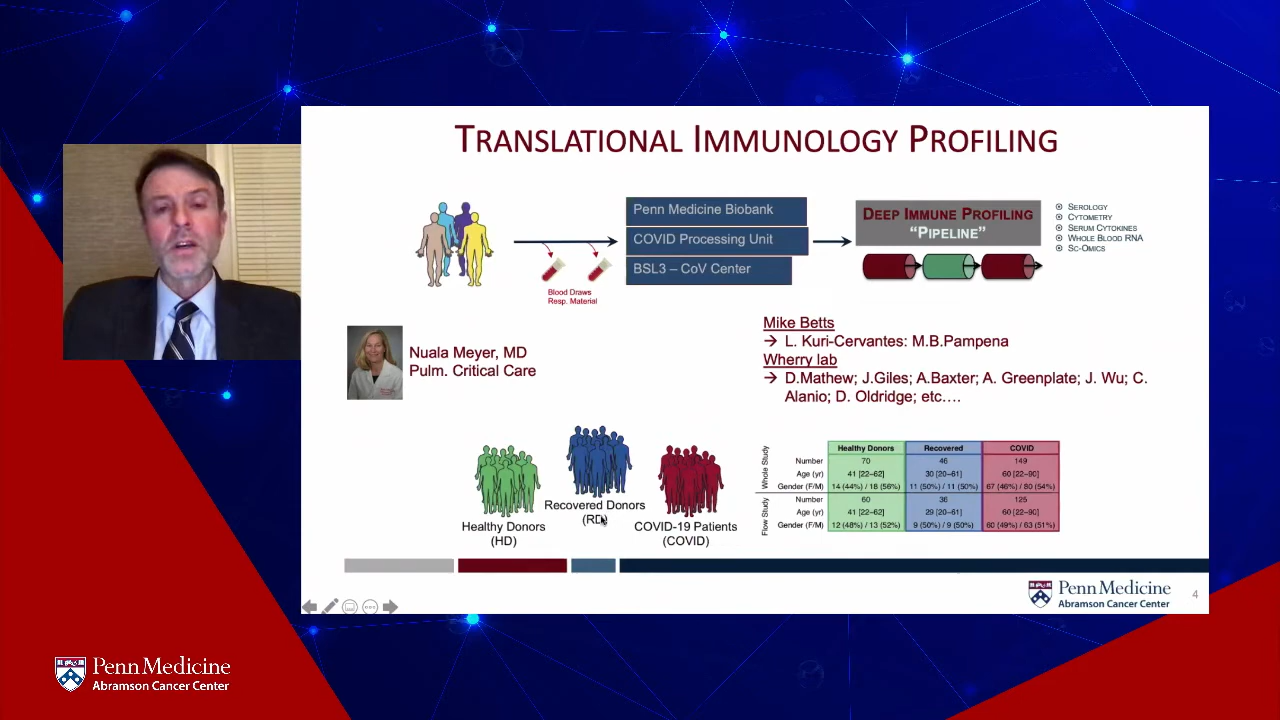 TRANSLATIONAL IMMUNOLOGY PROFILING
Penn Medicine Biobank
COVID Processing Unit
BSL3 – CoV Center
DEEP IMMUNE PROFILING
“PIPELINE”
SEROLOGY
CYTOMETRY
SERUM CYTOKINES
WHOLE BLOOD RNA
SC-OMICS
Blood Draws
Resp. Material
Nuala Meyer, MD
Pulm. Critical Care
Mike Betts
→ L. Kuri-Cervantes: M.B.Pampena
Wherry lab
→ D.Mathew; J.Giles; A.Baxter; A. Greenplate; J. Wu; C.
Alanio; D. Oldridge; etc….
Healthy Donors
(HD)
Recovered Donors
(RD)
COVID-19 Patients
(COVID)
Healthy Donors Recovered COVID
Whole Study
Number 70 46 149
Age (yr) 41 [22–62] 30 [20–61] 60 [22–90]
Gender (F/M) 14 (44%) / 18 (56%) 11 (50%) / 11 (50%) 67 (46%) / 80 (54%)
Flow Study
Number 60 36 125
Age (yr) 41 [22–62] 29 [20–61] 60 [22–90]
Gender (F/M) 12 (48%) / 13 (52%) 9 (50%) / 9 (50%) 60 (49%) / 63 (51%)
Penn Medicine
Abramson Cancer Center
4
Penn Medicine
Abramson Cancer Center